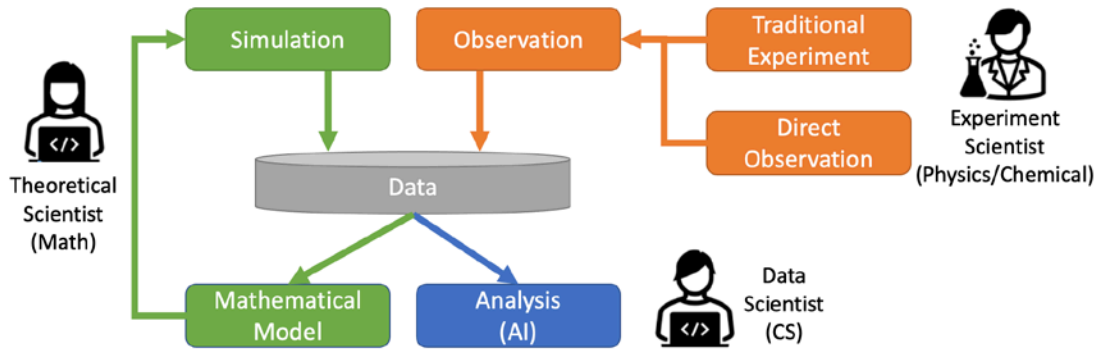 Simulation
Observation
Traditional
Experiment
</>
Theoretical
Scientist
(Math)
Direct
Observation
Experiment
Scientist
(Physics/Chemical)
Data
Mathematical
Model
Analysis
(AI)
</>
Data
Scientist
(CS)